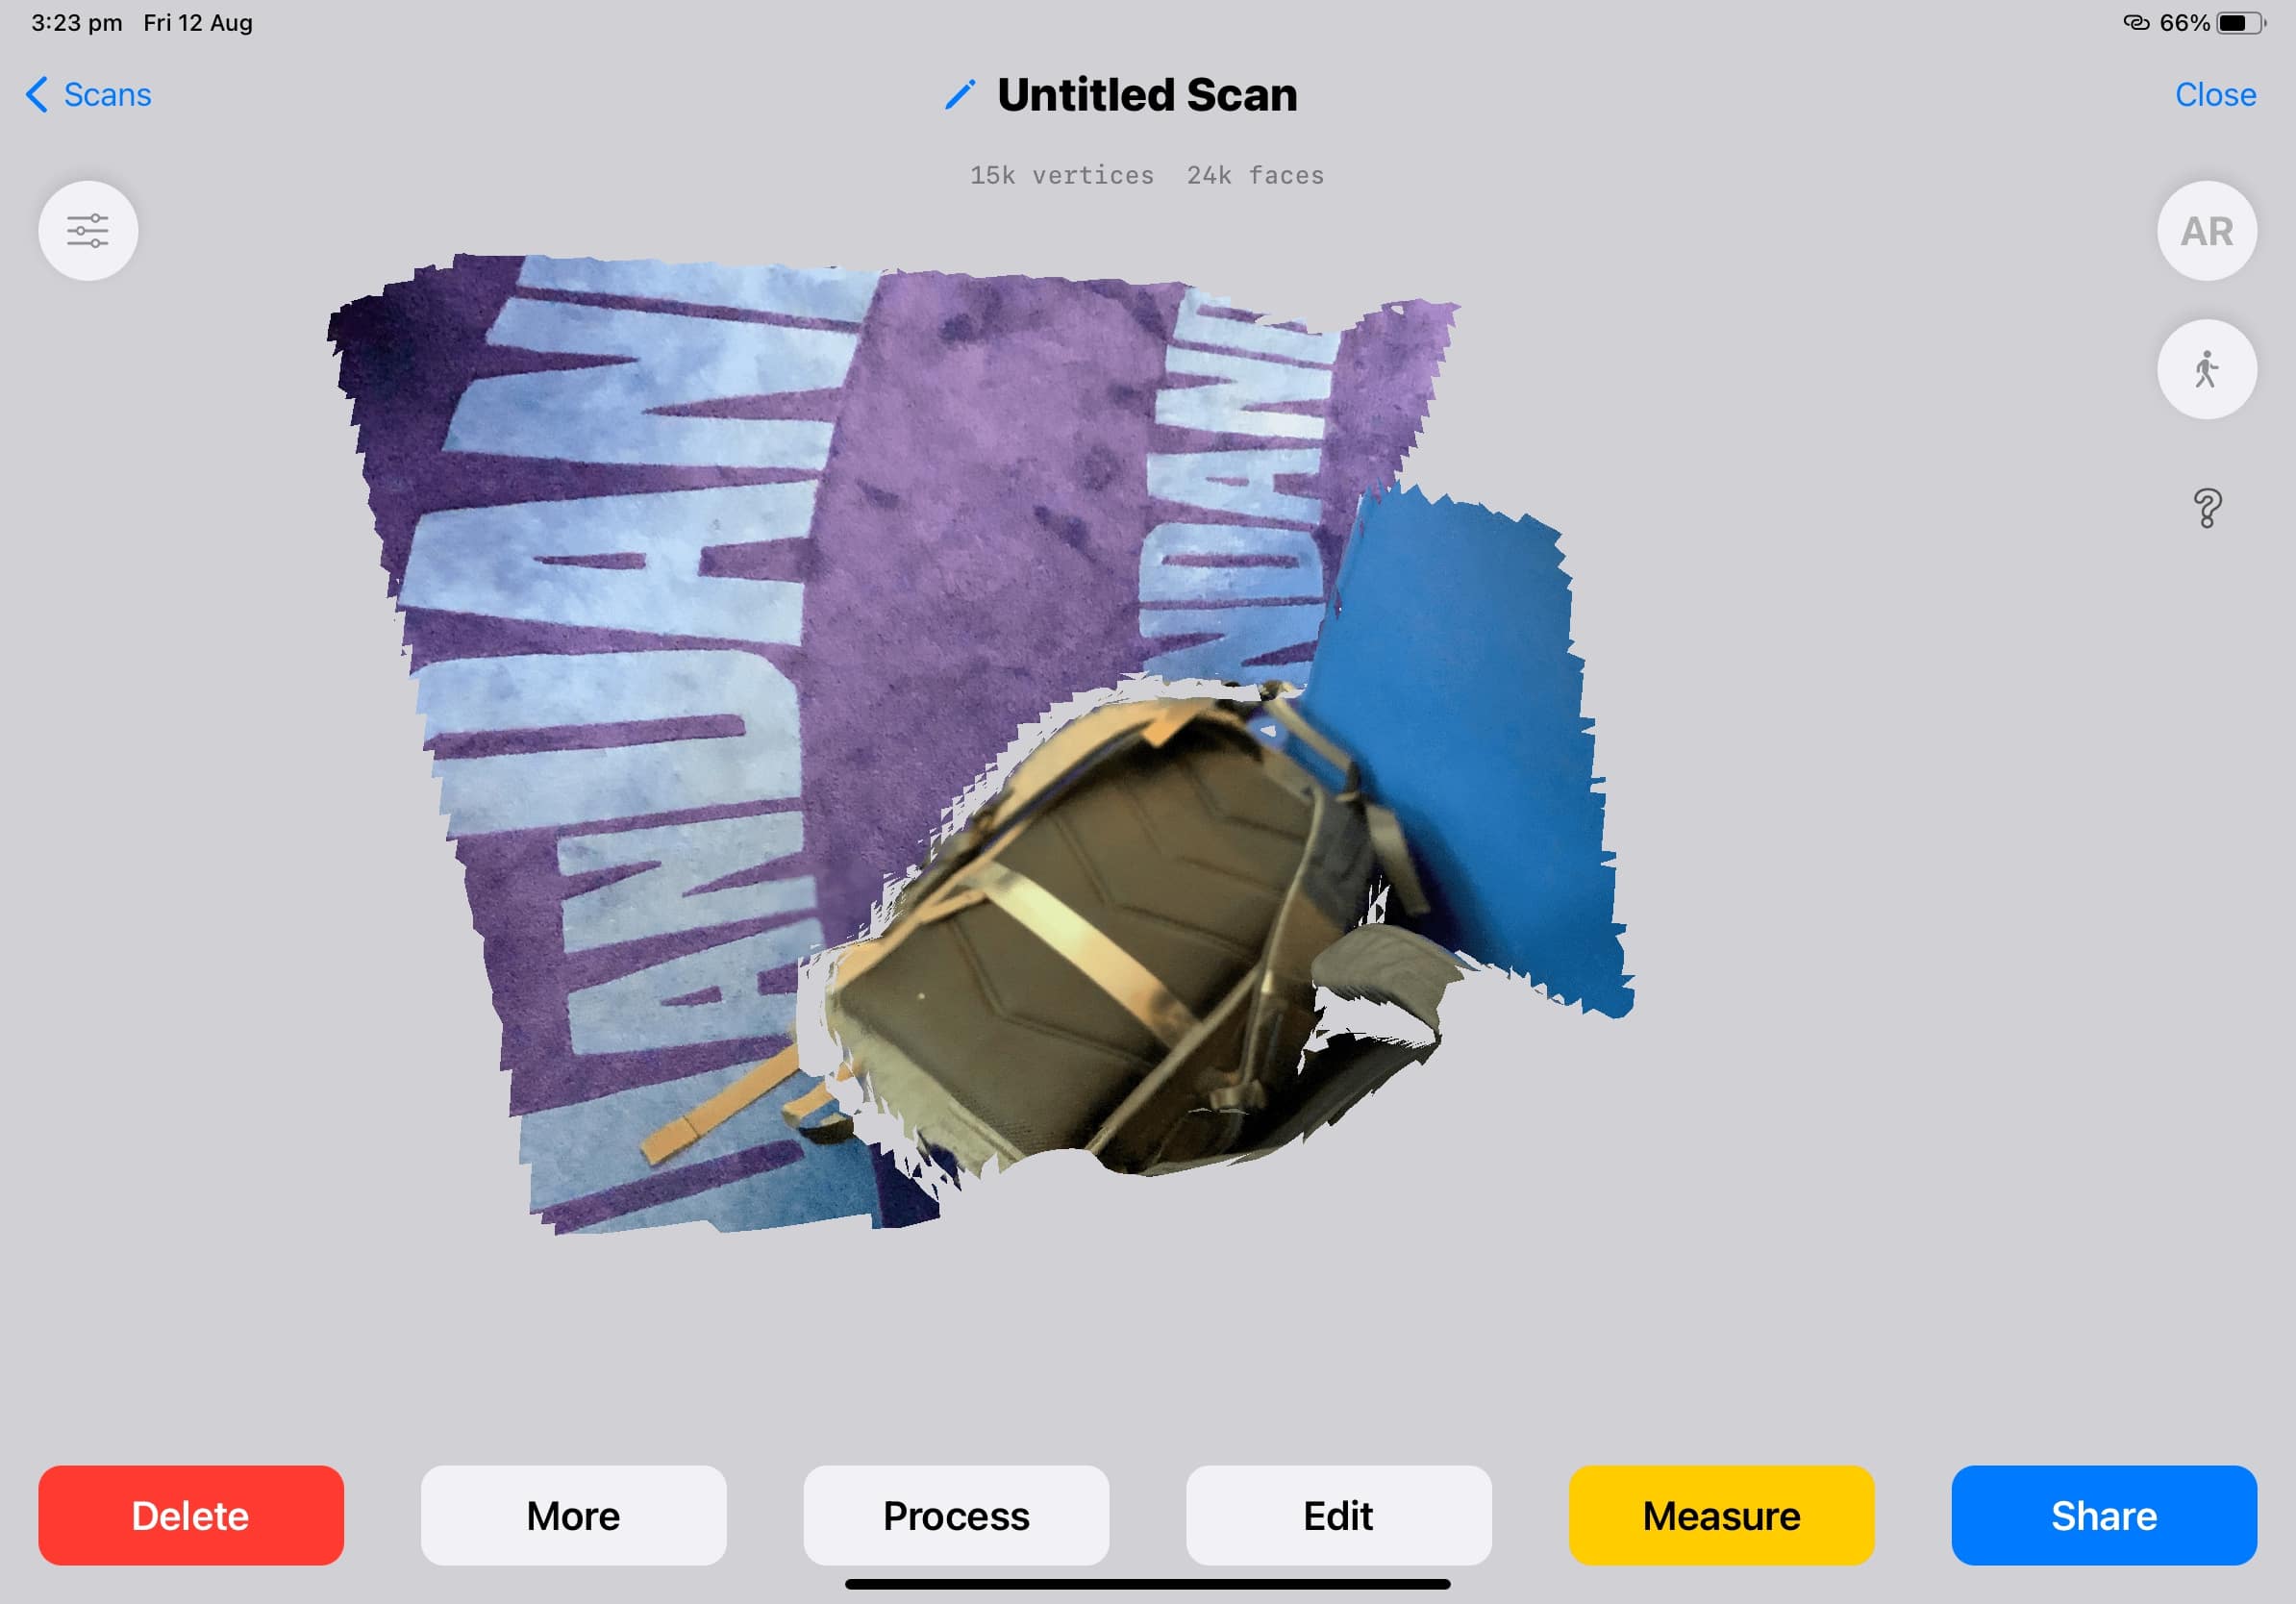 3:23 pm Fri 12 Aug
66%
Scans
Untitled Scan
Close
15k vertices 24k faces
AR
?
Delete
More
Process
Edit
Measure
Share